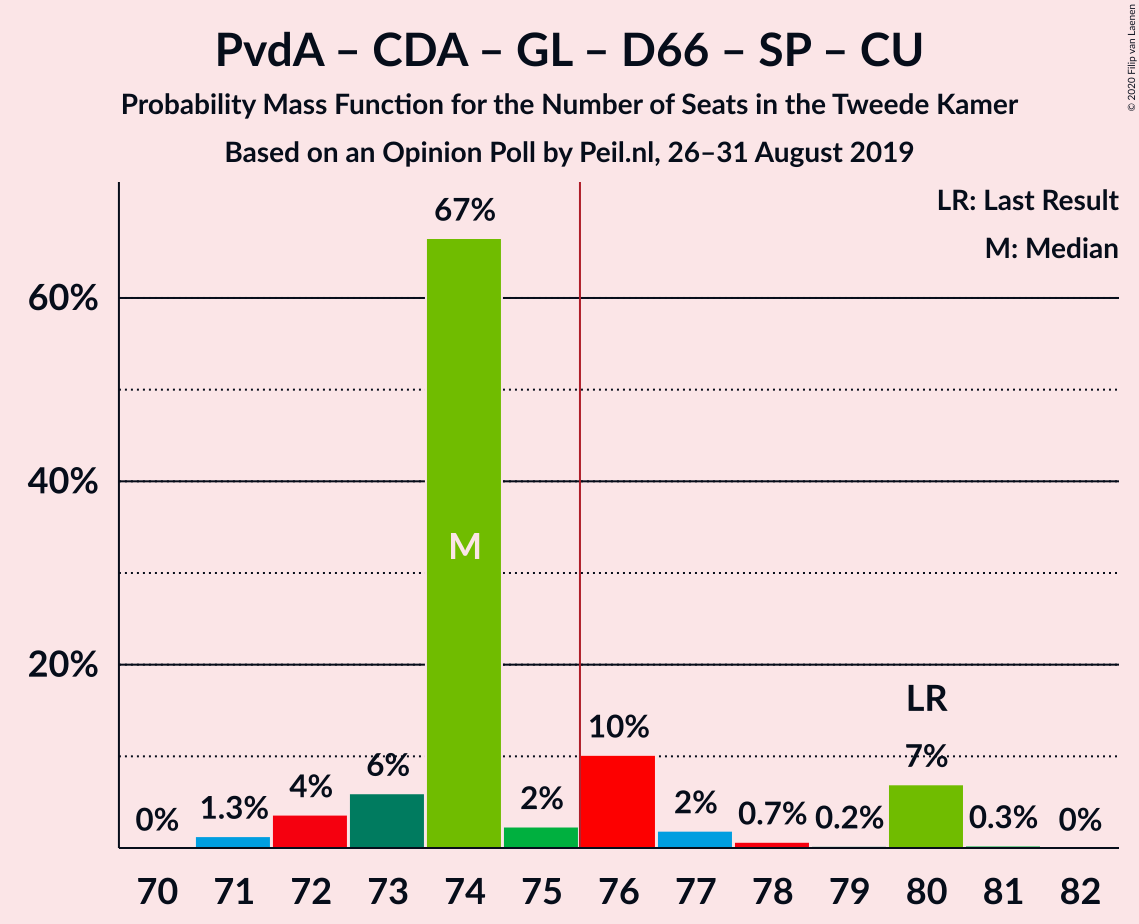 PvdA – CDA – GL – D66 – SP – CU
Probability Mass Function for the Number of Seats in the Tweede Kamer
Based on an Opinion Poll by Peil.nl, 26–31 August 2019
© 2020 Filip van Laenen
LR: Last Result
M: Median
60%
40%
20%
0%
1.3%
4%
6%
67%
M
2%
10%
2%
0.7%
0.2%
LR
7%
0.3%
0%
70 71 72 73 74 75 76 77 78 79 80 81 82